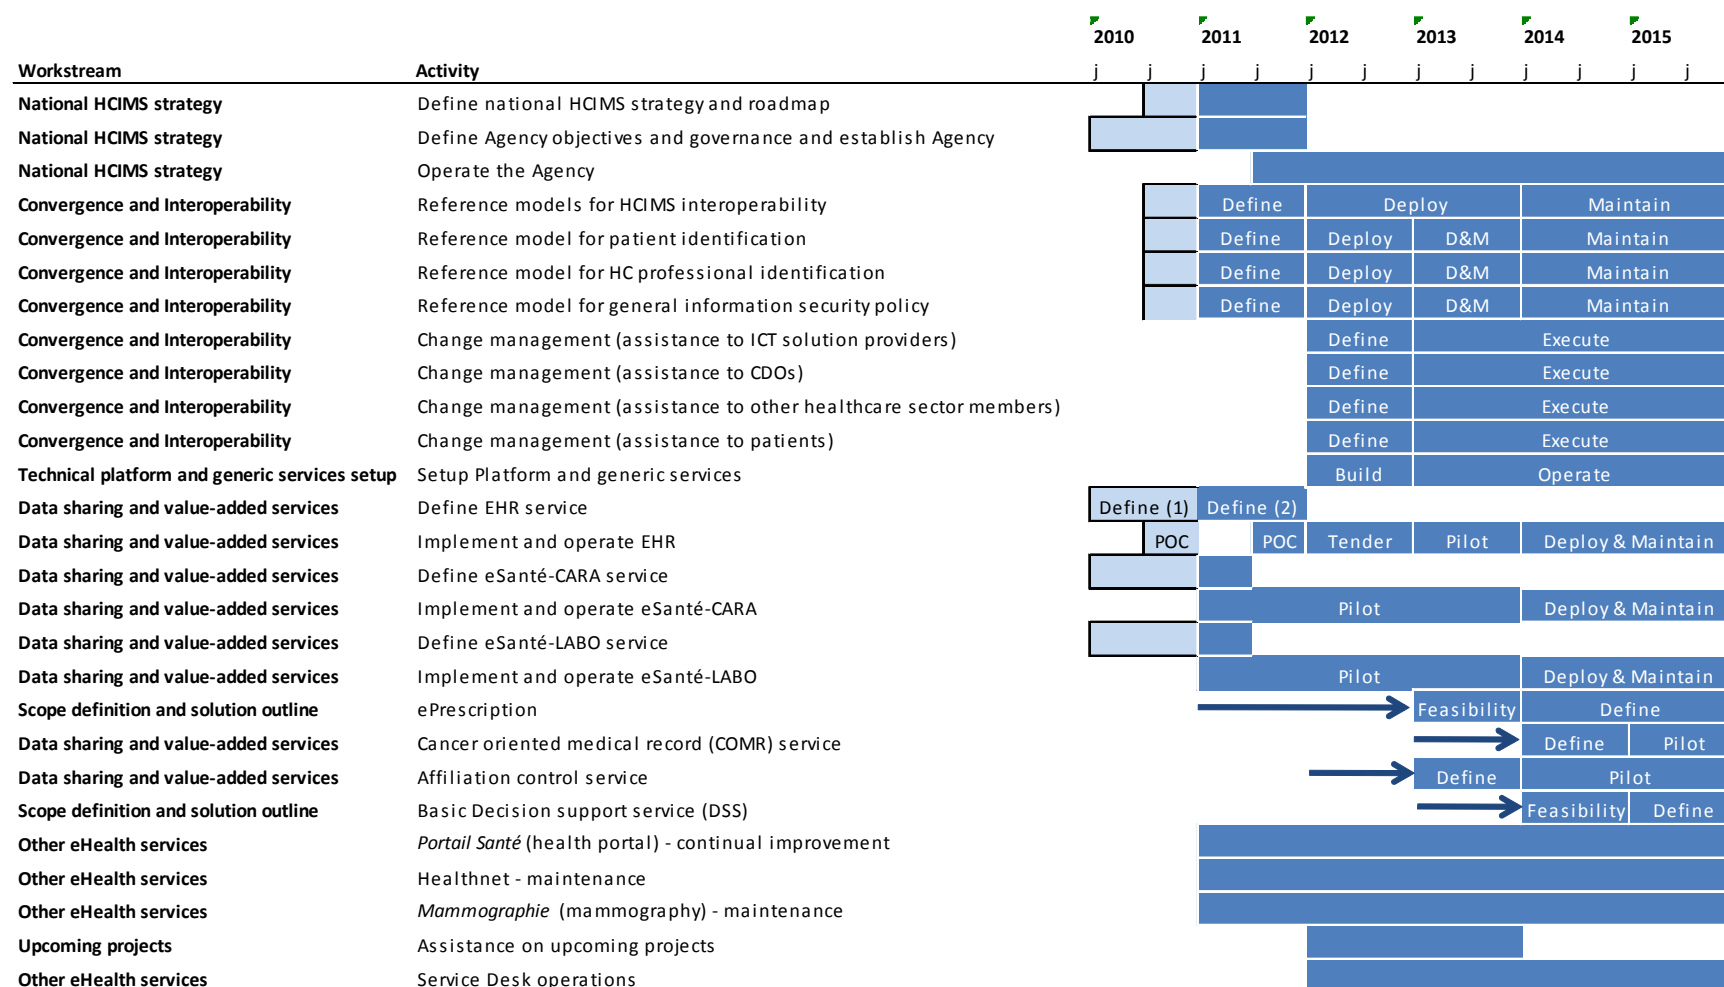 2010 2011 2012 2013 2014 2015
Workstream Activity j j j j j j j j j j j j
National HCIMS strategy Define national HCIMS strategy and roadmap
National HCIMS strategy Define Agency objectives and governance and establish Agency
National HCIMS strategy Operate the Agency
Convergence and Interoperability Reference models for HCIMS interoperability Define Deploy Maintain
Convergence and Interoperability Reference model for patient identification Define Deploy D&M Maintain
Convergence and Interoperability Reference model for HC professional identification Define Deploy D&M Maintain
Convergence and Interoperability Reference model for general information security policy Define Deploy D&M Maintain
Convergence and Interoperability Change management (assistance to ICT solution providers) Define Execute
Convergence and Interoperability Change management (assistance to CDOs) Define Execute
Convergence and Interoperability Change management (assistance to other healthcare sector members) Define Execute
Convergence and Interoperability Change management (assistance to patients) Define Execute
Technical platform and generic services setup Setup Platform and generic services Build Operate
Data sharing and value-added services Define EHR service Define (1) Define (2)
Data sharing and value-added services Implement and operate EHR POC POC Tender Pilot Deploy & Maintain
Data sharing and value-added services Define eSanté-CARA service
Data sharing and value-added services Implement and operate eSanté-CARA Pilot Deploy & Maintain
Data sharing and value-added services Define eSanté-LABO service
Data sharing and value-added services Implement and operate eSanté-LABO Pilot Deploy & Maintain
Scope definition and solution outline ePrescription Feasibility Define
Data sharing and value-added services Cancer oriented medical record (COMR) service Define Pilot
Data sharing and value-added services Affiliation control service Define Pilot
Scope definition and solution outline Basic Decision support service (DSS) Feasibility Define
Other eHealth services Portail Santé (health portal) - continual improvement
Other eHealth services Healthnet - maintenance
Other eHealth services Mammographie (mammography) - maintenance
Upcoming projects Assistance on upcoming projects
Other eHealth services Service Desk operations